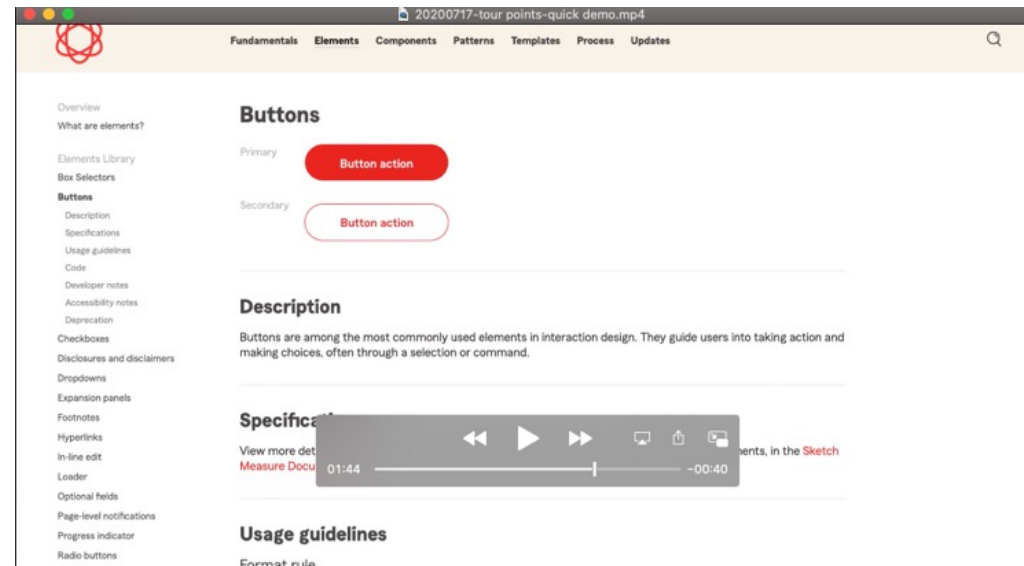 20200717-tour points-quick demo.mp4
Fundamentals Elements Components Patterns Templates Process Updates
Overview
What are elements?
Elements Library
Box Selectors
Buttons
Description
Specifications
Usage guidelines
Code
Developer notes
Accessibility notes
Deprecation
Checkboxes
Disclosures and disclaimers
Dropdowns
Expansion panels
Footnotes
Hyperlinks
In-line edit
Loader
Optional fields
Page-level notifications
Progress indicator
Radio buttons
Buttons
Primary
Button action
Secondary
Button action
Description
Buttons are among the most commonly used elements in interaction design. They guide users into taking action and
making choices, often through a selection or command.
Specifica
View more det ents, in the Sketch
Measure Docu
01:44 -00:40
Usage guidelines
Format rule